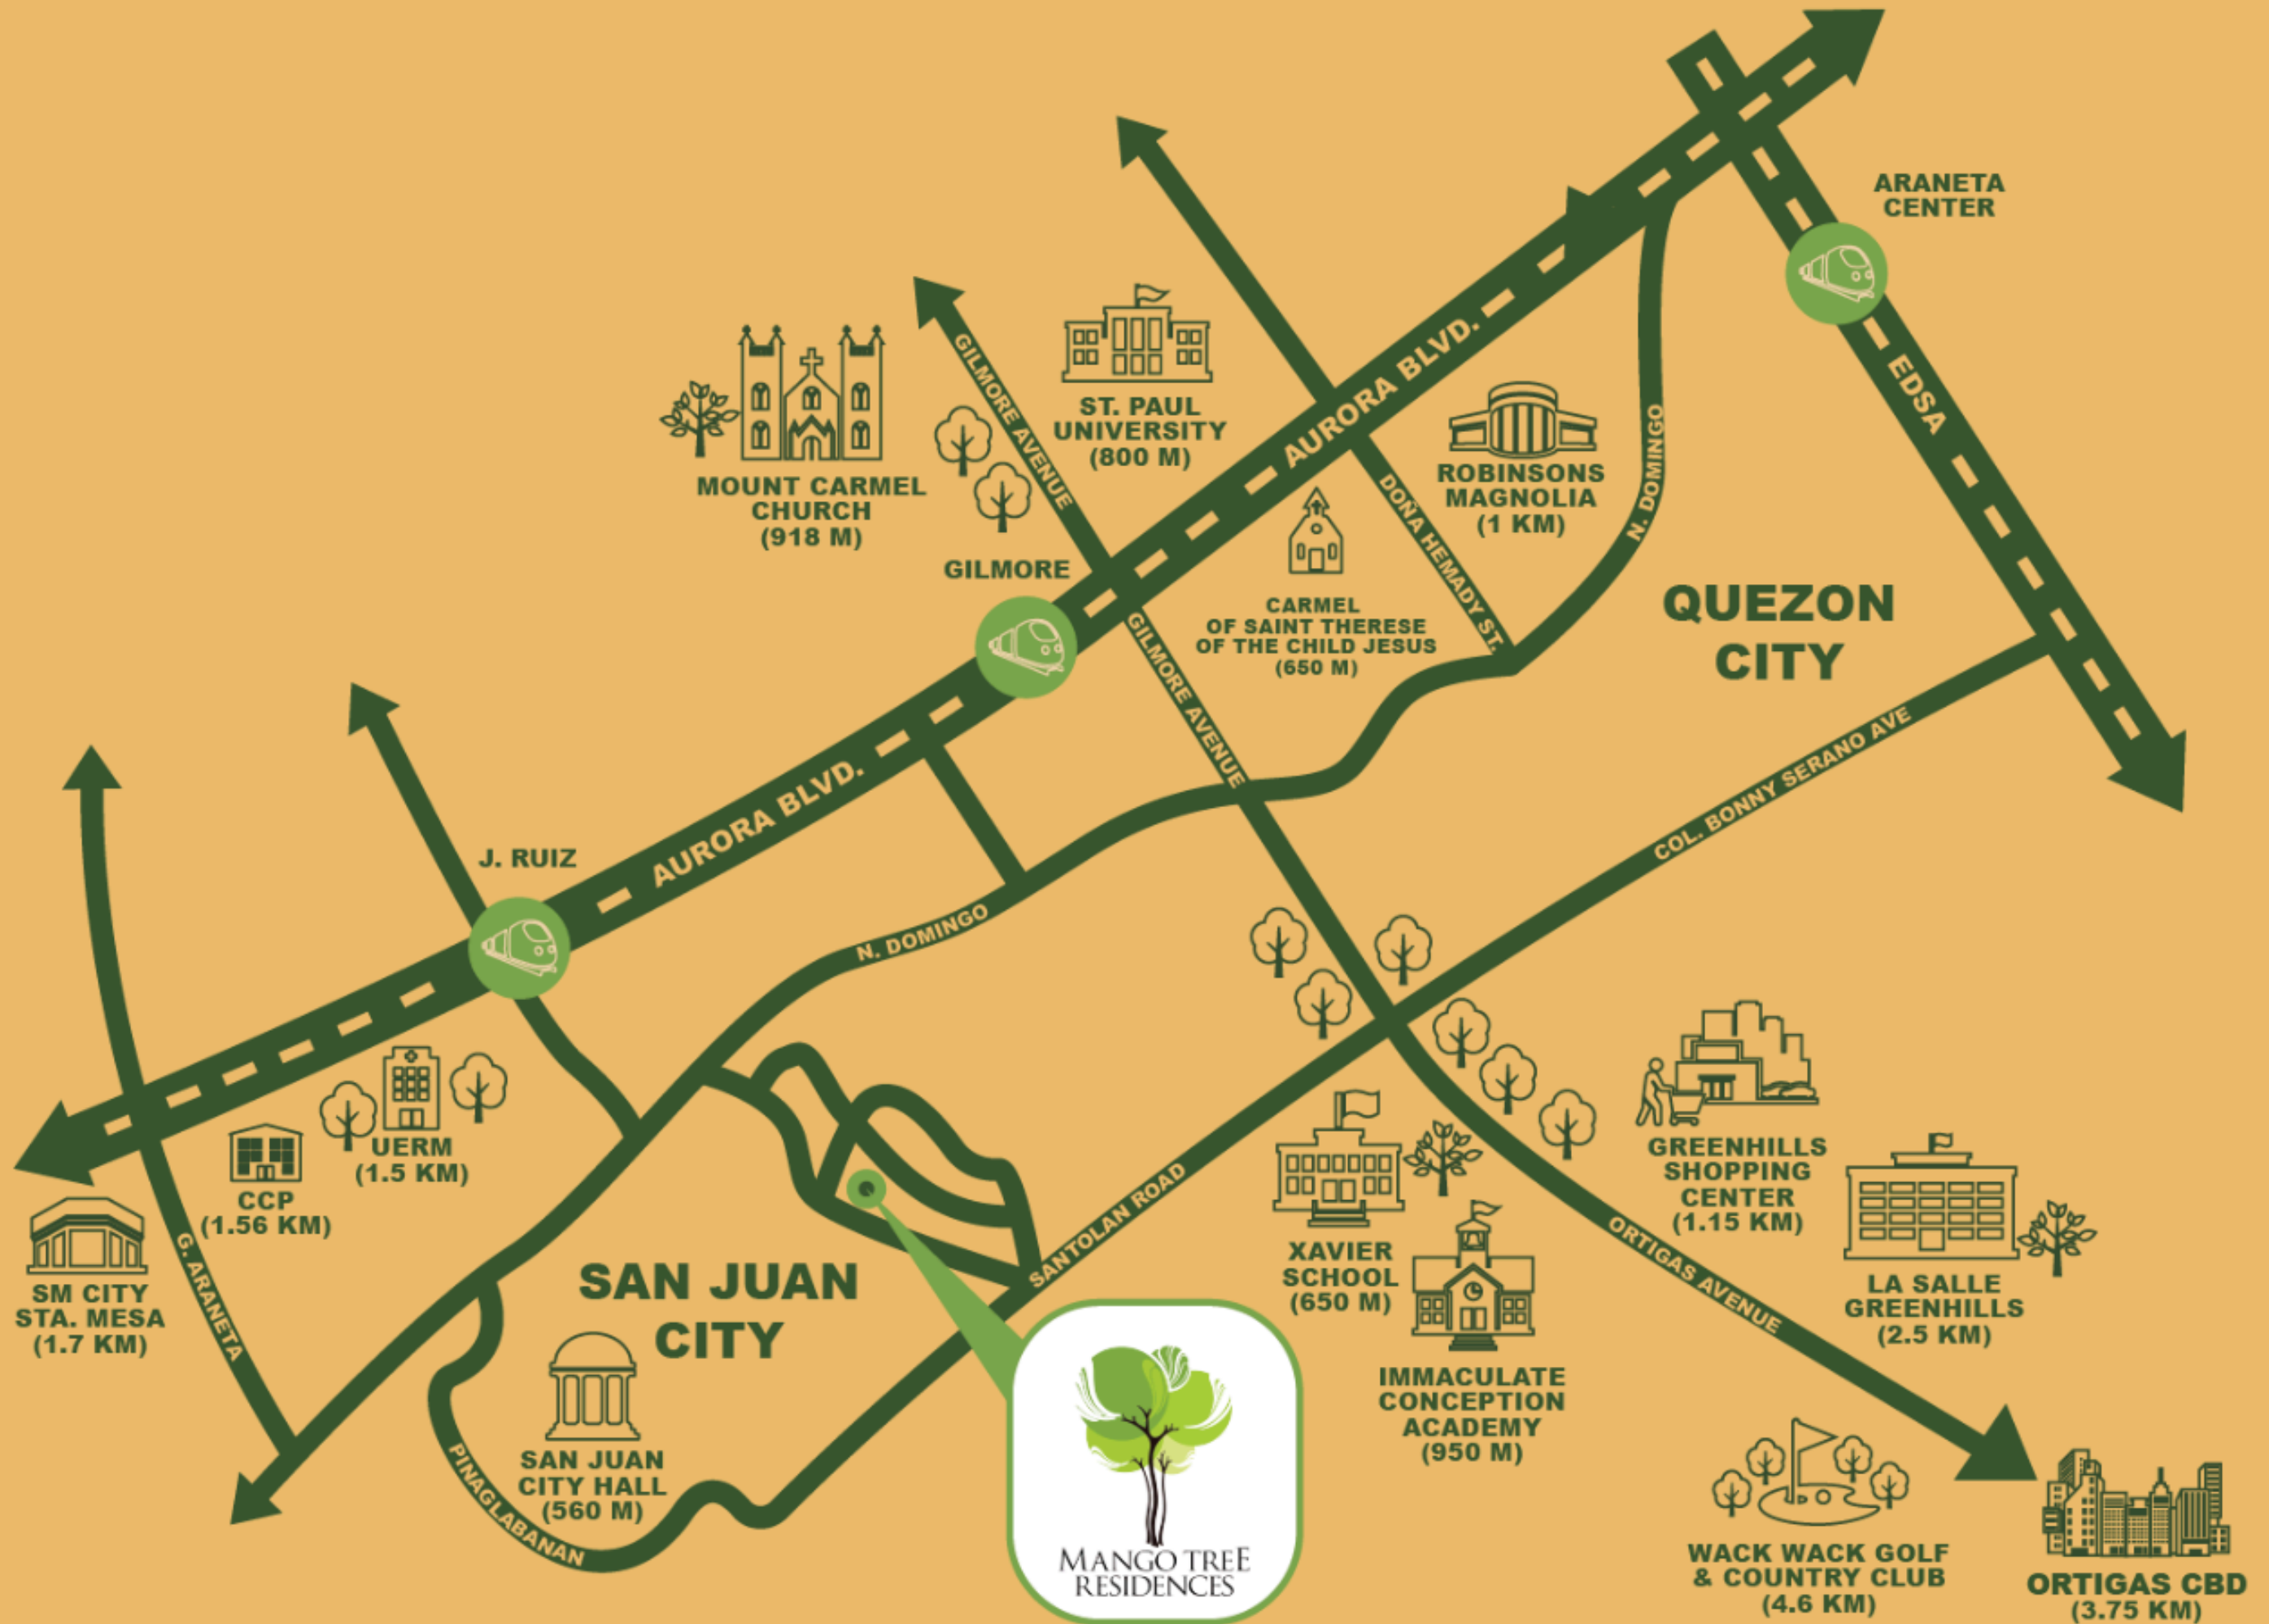 ARANETA
CENTER
EDSA
AURORA BLVD.
GILMORE AVENUE
ST. PAUL
UNIVERSITY
(800 M)
MOUNT CARMEL
CHURCH
(918 M)
ROBINSONS
MAGNOLIA
(1 KM)
N. DOMINGO
DOÑA HEMADY ST.
GILMORE
CARMEL
OF SAINT THERESE
OF THE CHILD JESUS
(650 M)
QUEZON
CITY
GILMORE AVENUE
COL. BONNY SERANO AVE
AURORA BLVD.
J. RUIZ
N. DOMINGO
UERM
(1.5 KM)
CCP
(1.56 KM)
SM CITY
STA. MESA
(1.7 KM)
G. ARANETA
SAN JUAN
CITY
SANTOLAN ROAD
XAVIER
SCHOOL
(650 M)
GREENHILLS
SHOPPING
CENTER
(1.15 KM)
ORTIGAS AVENUE
LA SALLE
GREENHILLS
(2.5 KM)
IMMACULATE
CONCEPTION
ACADEMY
(950 M)
SAN JUAN
CITY HALL
(560 M)
PINAGLABANAN
MANGO TREE
RESIDENCES
WACK WACK GOLF
& COUNTRY CLUB
(4.6 KM)
ORTIGAS CBD
(3.75 KM)